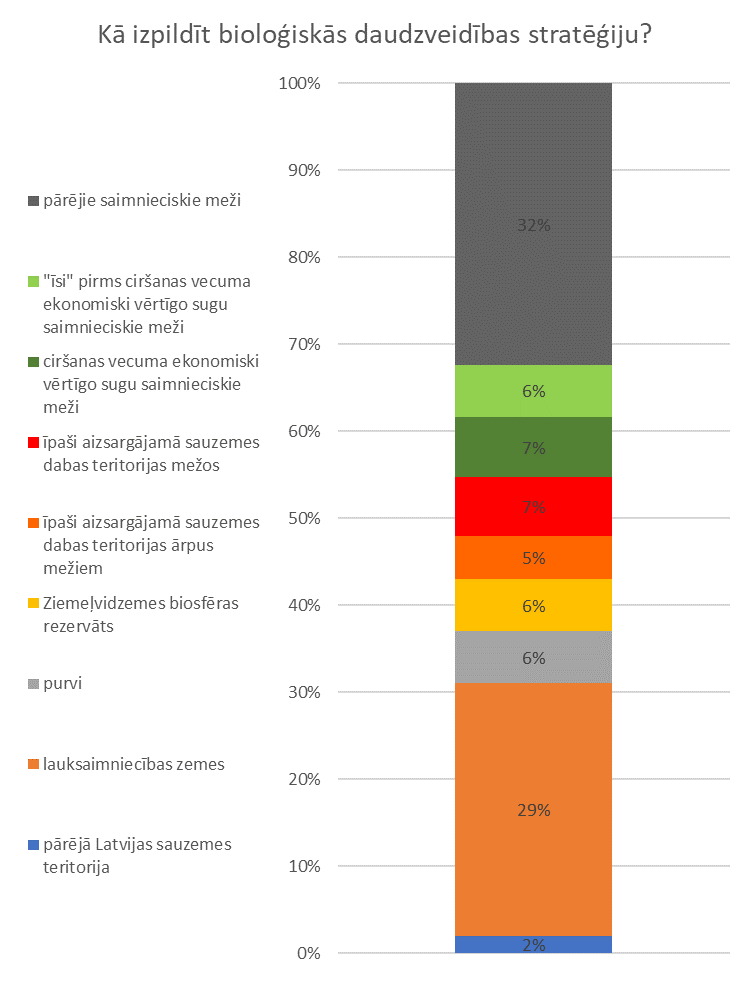 Kā izpildīt bioloģiskās daudzveidības stratēģiju?
100%
90%
80%
70%
60%
50%
40%
30%
20%
10%
0%
pārējie saimnieciskie meži
"īsi" pirms ciršanas vecuma
ekonomiski vērtīgo sugu
saimnieciskie meži
ciršanas vecuma ekonomiski
vērtīgo sugu saimnieciskie
meži
īpaši aizsargājamā sauzemes
dabas teritorijas mežos
īpaši aizsargājamā sauzemes
dabas teritorijas ārpus
mežiem
Ziemeļvidzemes biosfēras
rezervāts
purvi
lauksaimniecības zemes
pārējā Latvijas sauzemes
teritorija
32%
6%
7%
7%
5%
6%
6%
29%
2%